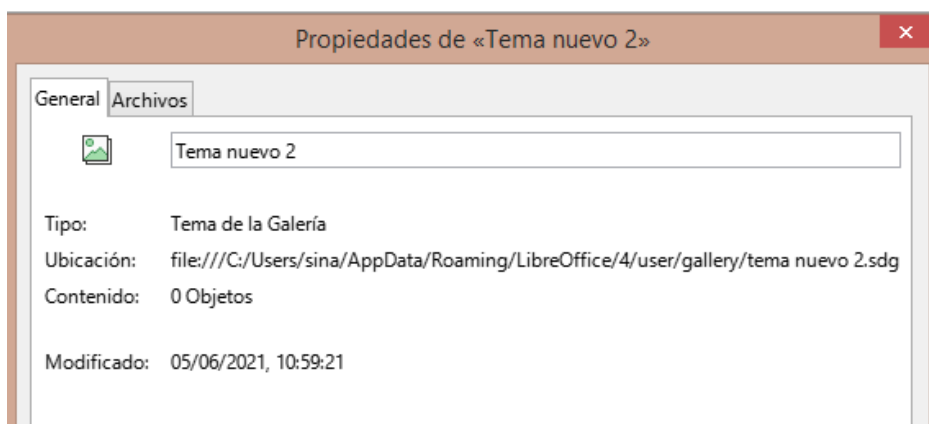 Propiedades de «Tema nuevo 2»
General Archivos
Tema nuevo 2
Tipo: Tema de la Galería
Ubicación: file:///C:/Users/sina/AppData/Roaming/LibreOffice/4/user/gallery/tema nuevo 2.sdg
Contenido: 0 Objetos
Modificado: 05/06/2021, 10:59:21